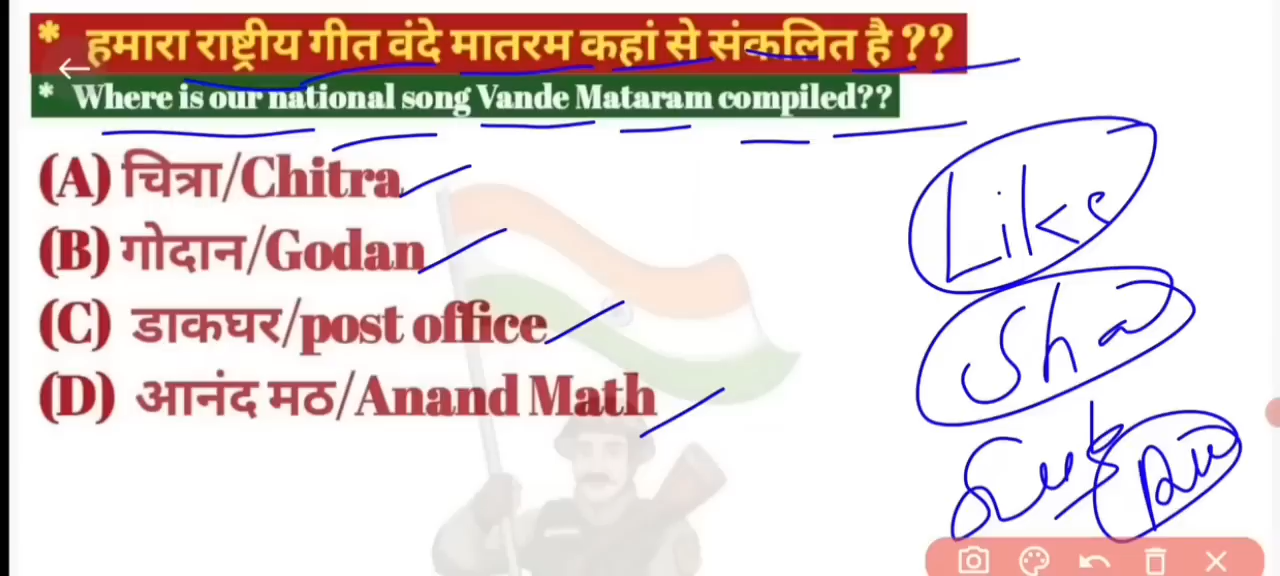 * हमारा राष्ट्रीय गीत वंदे मातरम कहां से संकलित है ??
* Where is our national song Vande Mataram compiled??
(A) चित्रा/Chitra
(B) गोदान/Godan
(C) डाकघर/post office
(D) आनंद मठ/Anand Math
Like
Sha